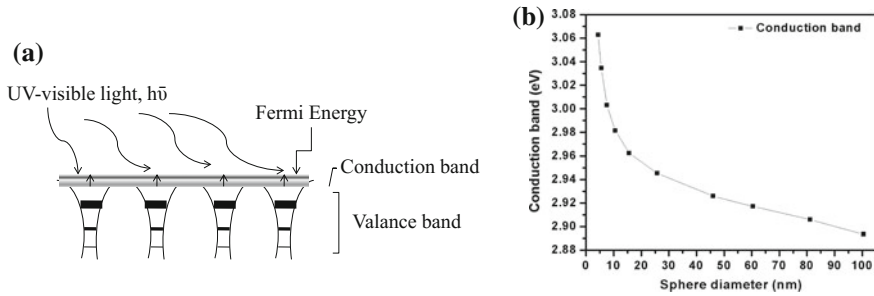 (a)
UV-visible light, hῡ
Fermi Energy
Conduction band
Valance band
(b)
3.08
3.06
3.04
3.02
3.00
2.98
2.96
2.94
2.92
2.90
2.88
Conduction band (eV)
Conduction band
0 10 20 30 40 50 60 70 80 90 100
Sphere diameter (nm)